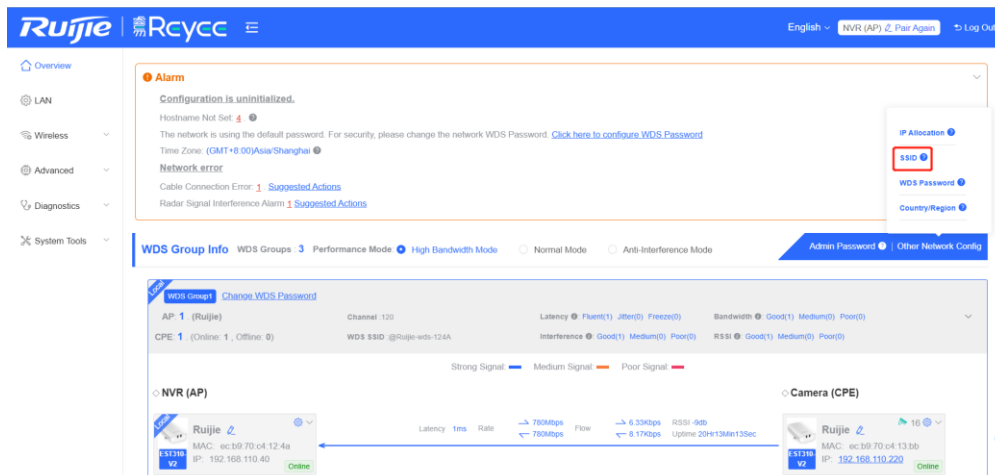 Ruijie | Reyee English NVR (AP) Pair Again Log Out
Overview
LAN
Wireless
Advanced
Diagnostics
System Tools
Alarm
Configuration is uninitialized.
Hostname Not Set: 4 .
The network is using the default password. For security, please change the network WDS Password. Click here to configure WDS Password
Time Zone: (GMT+8:00)Asia/Shanghai
Network error
Cable Connection Error: 1 . Suggested Actions
Radar Signal Interference Alarm 1 Suggested Actions
IP Allocation
SSID
WDS Password
Country/Region
WDS Group Info WDS Groups : 3 Performance Mode: High Bandwidth Mode Normal Mode Anti-Interference Mode Admin Password | Other Network Config
Local
WDS Group1 Change WDS Password
AP: 1 . (Ruijie) Channel :120 Latency : Fluent(1) Jitter(0) Freeze(0) Bandwidth : Good(1) Medium(0) Poor(0)
CPE: 1 . (Online: 1 , Offline: 0) WDS SSID :@Ruijie-wds-124A Interference : Good(1) Medium(0) Poor(0) RSSI : Good(1) Medium(0) Poor(0)
Strong Signal: Medium Signal: Poor Signal:
NVR (AP) Camera (CPE)
Local
Ruijie
MAC: ec:b9:70:c4:12:4a
IP: 192.168.110.40
EST310-V2
Online
Latency 1ms Rate 780Mbps 780Mbps Flow 6.33Kbps 8.17Kbps RSSI -9db Uptime 20Hr13Min13Sec
Ruijie 16
MAC: ec:b9:70:c4:13:bb
IP: 192.168.110.220
EST310-V2
Online